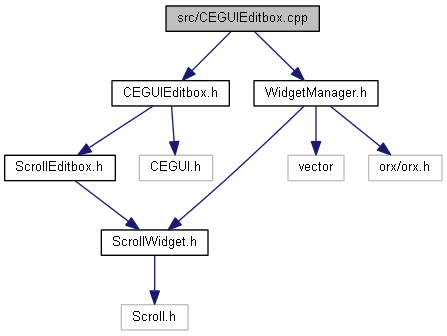 src/CEGUIEditbox.cpp
CEGUIEditbox.h
WidgetManager.h
ScrollEditbox.h
CEGUI.h
vector
orx/orx.h
ScrollWidget.h
Scroll.h